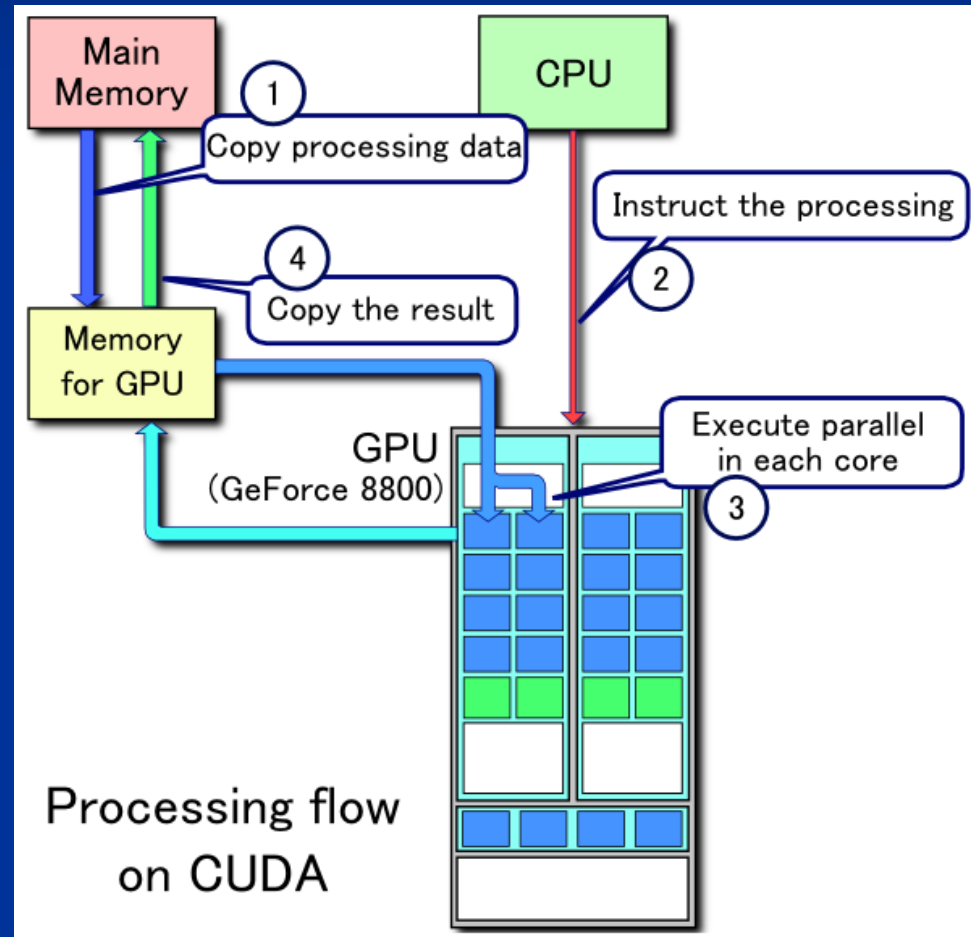 Main
Memory
CPU
1
Copy processing data
Instruct the processing
2
4
Copy the result
Memory
for GPU
GPU
(GeForce 8800)
Execute parallel
in each core
3
Processing flow
on CUDA